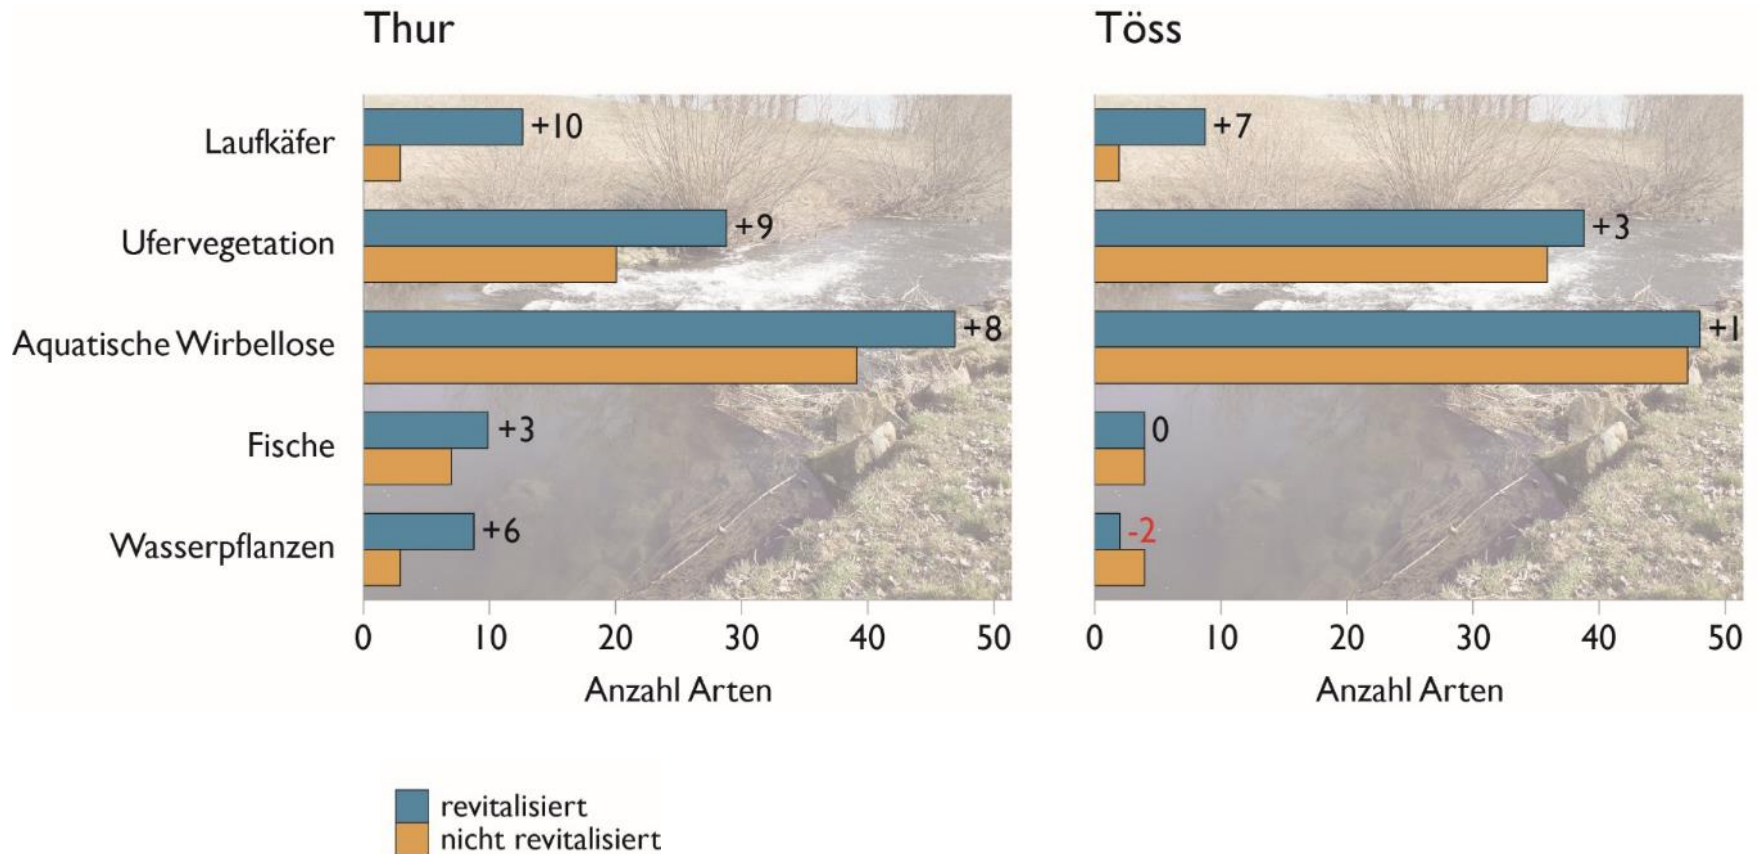 Thur
Töss
Laufkäfer
+10
+7
Ufervegetation
+9
+3
Aquatische Wirbellose
+8
+1
Fische
+3
0
Wasserpflanzen
+6
-2
0 10 20 30 40 50
0 10 20 30 40 50
Anzahl Arten
Anzahl Arten
revitalisiert
nicht revitalisiert